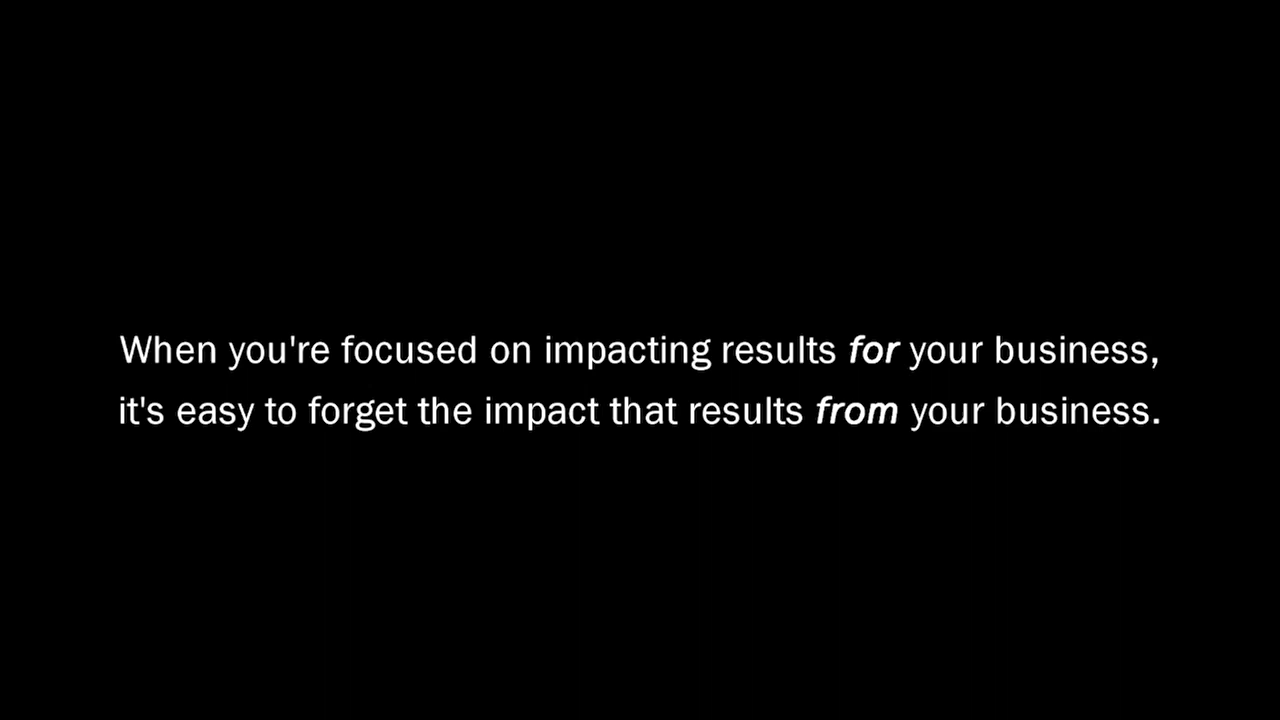 When you're focused on impacting results for your business,
it's easy to forget the impact that results from your business.